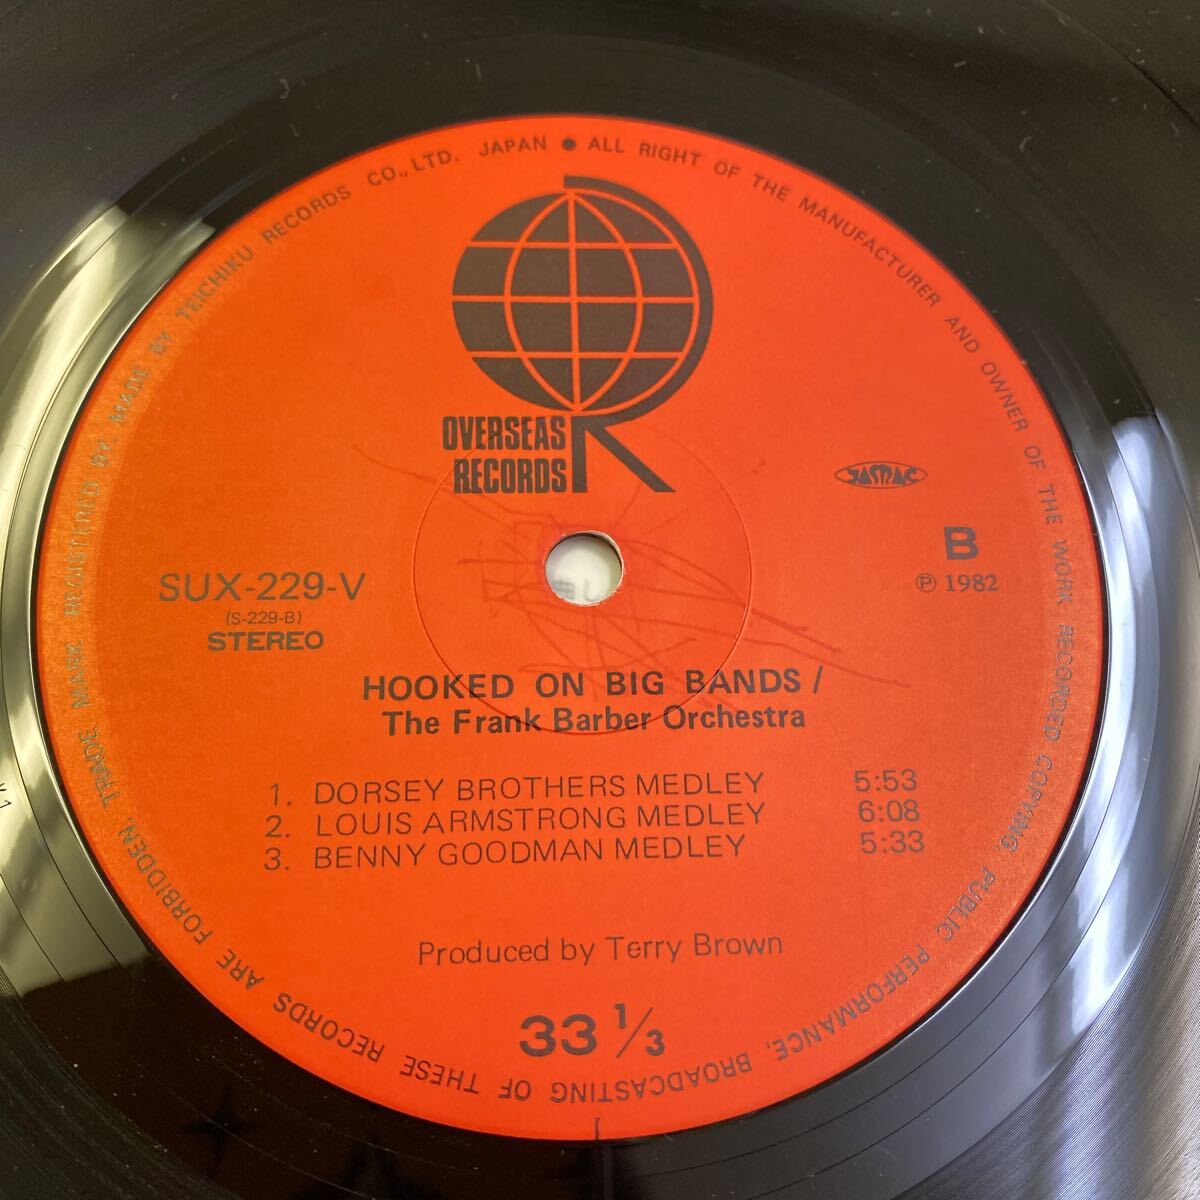 TRADE MARK REGISTERED BY. MADE BY TEICHIKU RECORDS CO., LTD. JAPAN ● ALL RIGHT OF THE MANUFACTURER AND OWNER OF THE WORK RECORDED COPYING, PUBLIC PERFORMANCE, BROADCASTING OF THESE RECORDS ARE FORBIDDEN,
OVERSEAS
RECORDS
R
JASRAC
B
℗ 1982
SUX-229-V
(S-229-B)
STEREO
HOOKED ON BIG BANDS /
The Frank Barber Orchestra
1. DORSEY BROTHERS MEDLEY 5:53
2. LOUIS ARMSTRONG MEDLEY 6:08
3. BENNY GOODMAN MEDLEY 5:33
Produced by Terry Brown
33 1/3